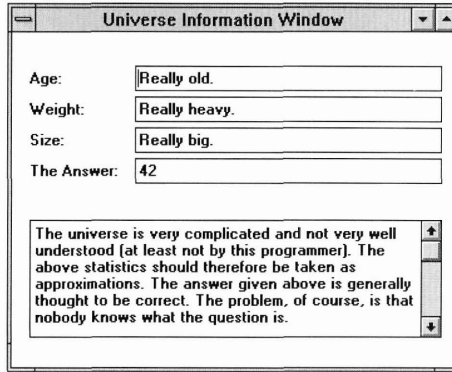 Universe Information Window
Age: Really old.
Weight: Really heavy.
Size: Really big.
The Answer: 42
The universe is very complicated and not very well
understood (at least not by this programmer). The
above statistics should therefore be taken as
approximations. The answer given above is generally
thought to be correct. The problem, of course, is that
nobody knows what the question is.